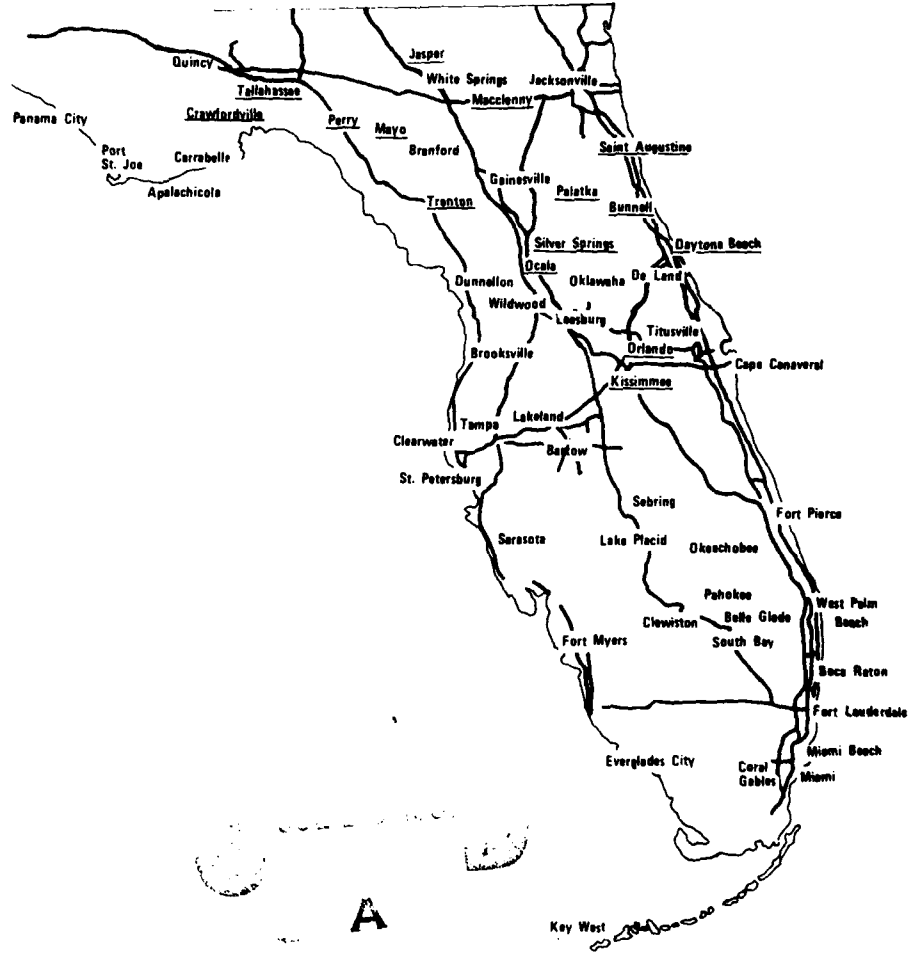 Jasper
Quincy
White Springs
Jacksonville
Tallahassee
Macclenny
Crawfordville
Panama City
Perry
Mayo
Branford
Saint Augustine
Port
St. Joe
Carrabelle
Apalachicola
Gainesville
Palatka
Trenton
Bunnell
Silver Springs
Daytona Beach
Ocala
Dunnellon
Oklawaha
De Land
Wildwood
Leesburg
Titusville
Brooksville
Orlando
Cape Canaveral
Kissimmee
Lakeland
Tampa
Clearwater
Bartow
St. Petersburg
Sebring
Fort Pierce
Sarasota
Lake Placid
Okeechobee
Pahokee
West Palm
Beach
Clewiston
Belle Glade
South Bay
Fort Myers
Boca Raton
Fort Lauderdale
Everglades City
Miami Beach
Coral
Gables
Miami
A
Key West